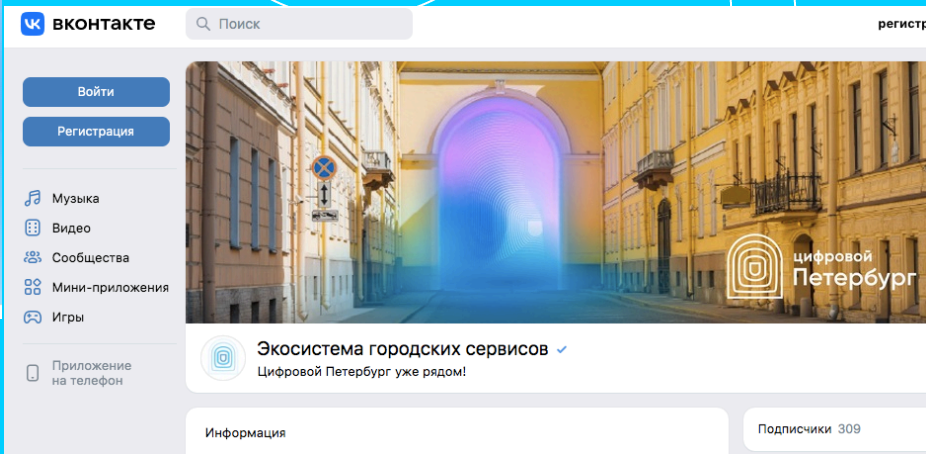 вконтакте
Поиск
регистр
Войти
Регистрация
Музыка
Видео
Сообщества
Мини-приложения
Игры
Приложение
на телефон
цифровой
Петербург
Экосистема городских сервисов
Цифровой Петербург уже рядом!
Информация
Подписчики 309